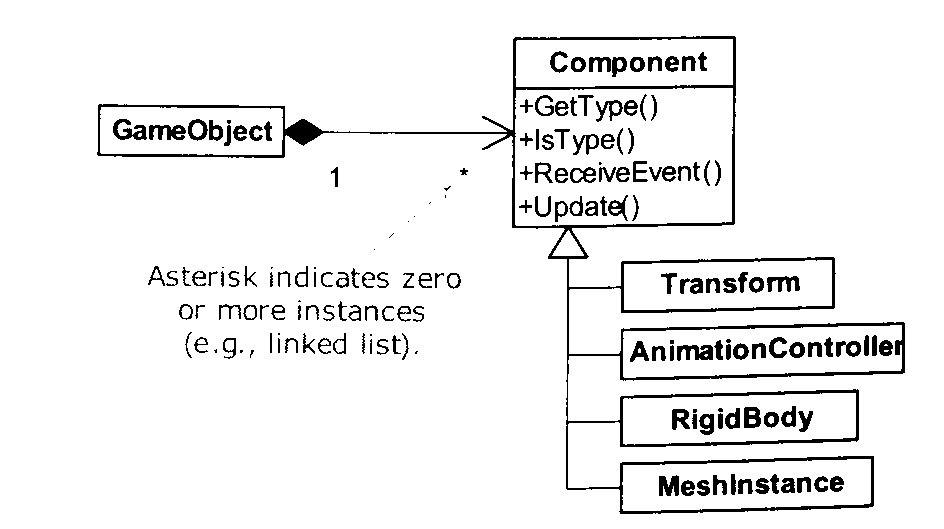 Component
+GetType()
+IsType()
+ReceiveEvent()
+Update()
GameObject
1
*
Asterisk indicates zero
or more instances
(e.g., linked list).
Transform
AnimationController
RigidBody
MeshInstance